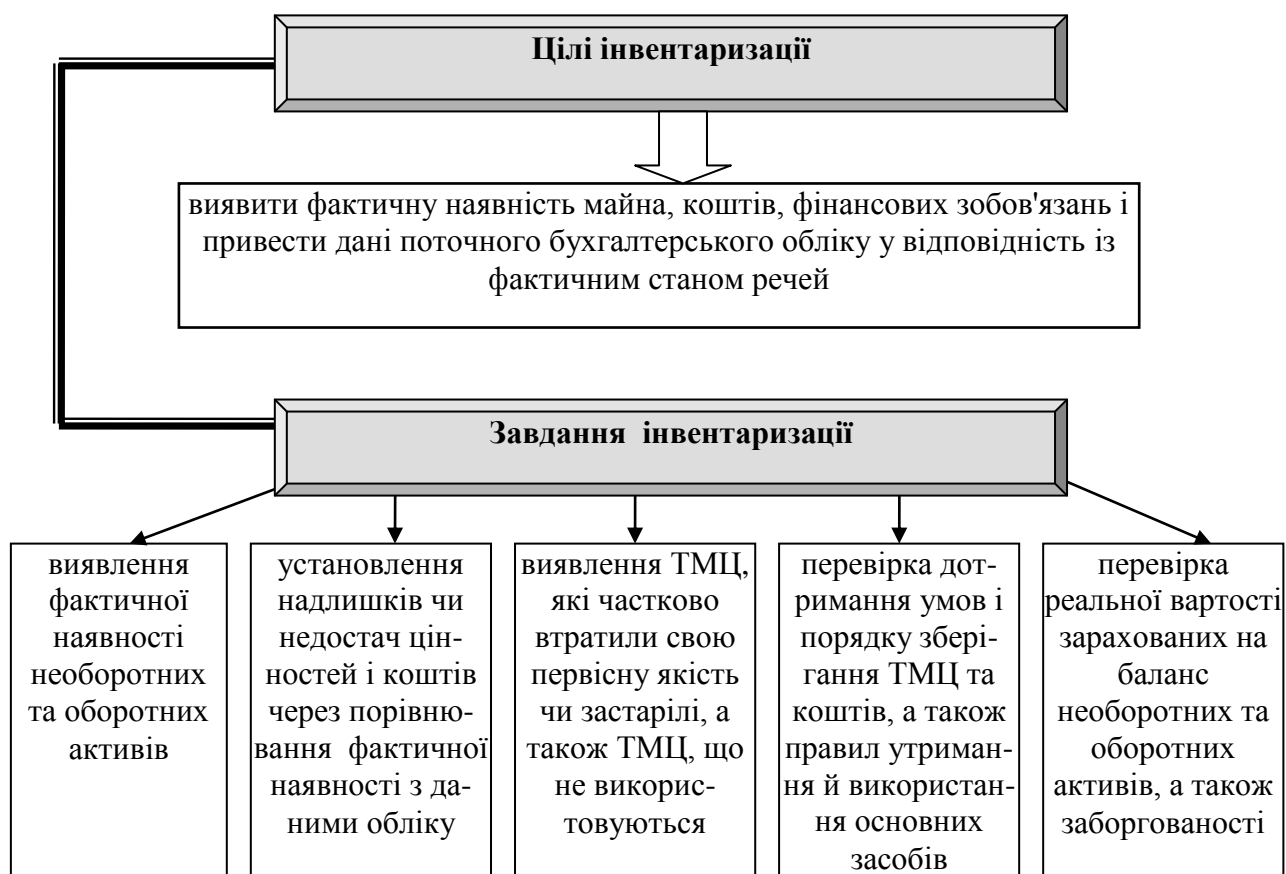 Цілі інвентаризації
виявити фактичну наявність майна, коштів, фінансових зобов'язань і
привести дані поточного бухгалтерського обліку у відповідність із
фактичним станом речей
Завдання інвентаризації
виявлення
фактичної
наявності
необоротних
та оборотних
активів
установлення
надлишків чи
недостач цін-
ностей і коштів
через порівню-
вання фактичної
наявності з да-
ними обліку
виявлення ТМЦ,
які частково
втратили свою
первісну якість
чи застарілі, а
також ТМЦ, що
не викорис-
товуються
перевірка дот-
римання умов і
порядку збері-
гання ТМЦ та
коштів, а також
правил утриман-
ня й використан-
ня основних
засобів
перевірка
реальної вартості
зарахованих на
баланс
необоротних та
оборотних
активів, а також
заборгованості